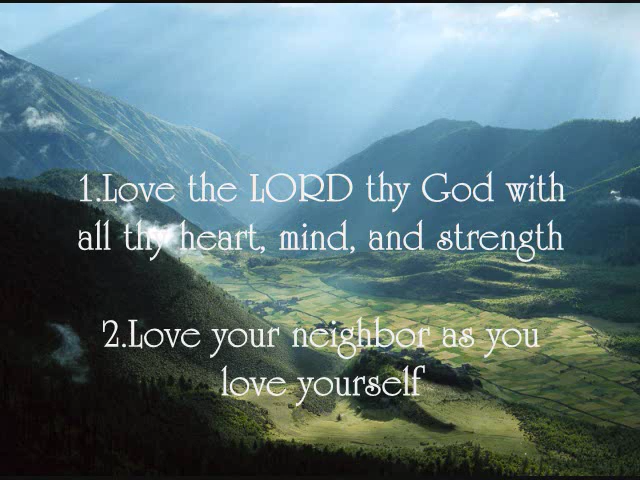 1.Love the LORD thy God with
all thy heart, mind, and strength
2.Love your neighbor as you
love yourself